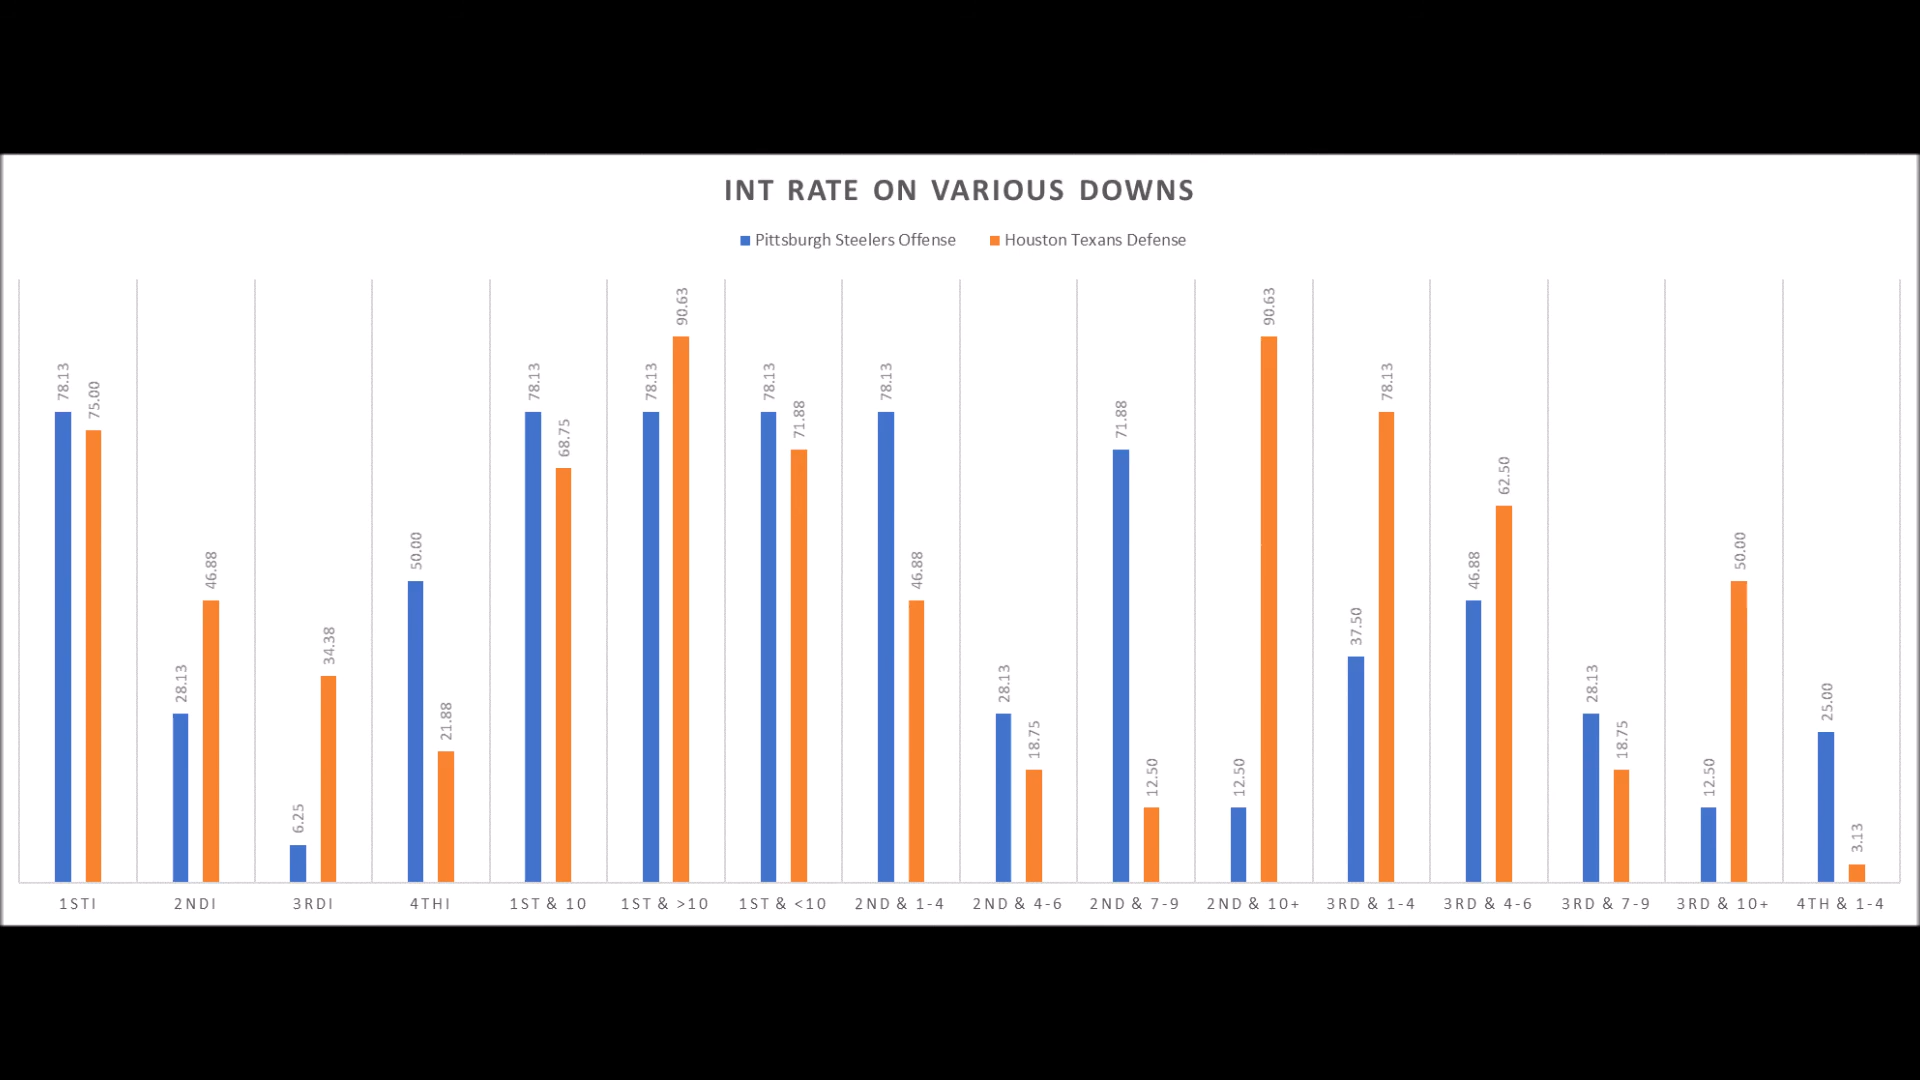 INT RATE ON VARIOUS DOWNS
Pittsburgh Steelers Offense Houston Texans Defense
78.13 75.00 28.13 46.88 6.25 34.38 50.00 21.88 78.13 68.75 78.13 90.63 78.13 71.88 78.13 46.88 28.13 18.75 71.88 12.50 12.50 90.63 37.50 78.13 46.88 62.50 28.13 18.75 12.50 50.00 25.00 3.13
1STI 2NDI 3RDI 4THI 1ST & 10 1ST & >10 1ST & <10 2ND & 1-4 2ND & 4-6 2ND & 7-9 2ND & 10+ 3RD & 1-4 3RD & 4-6 3RD & 7-9 3RD & 10+ 4TH & 1-4